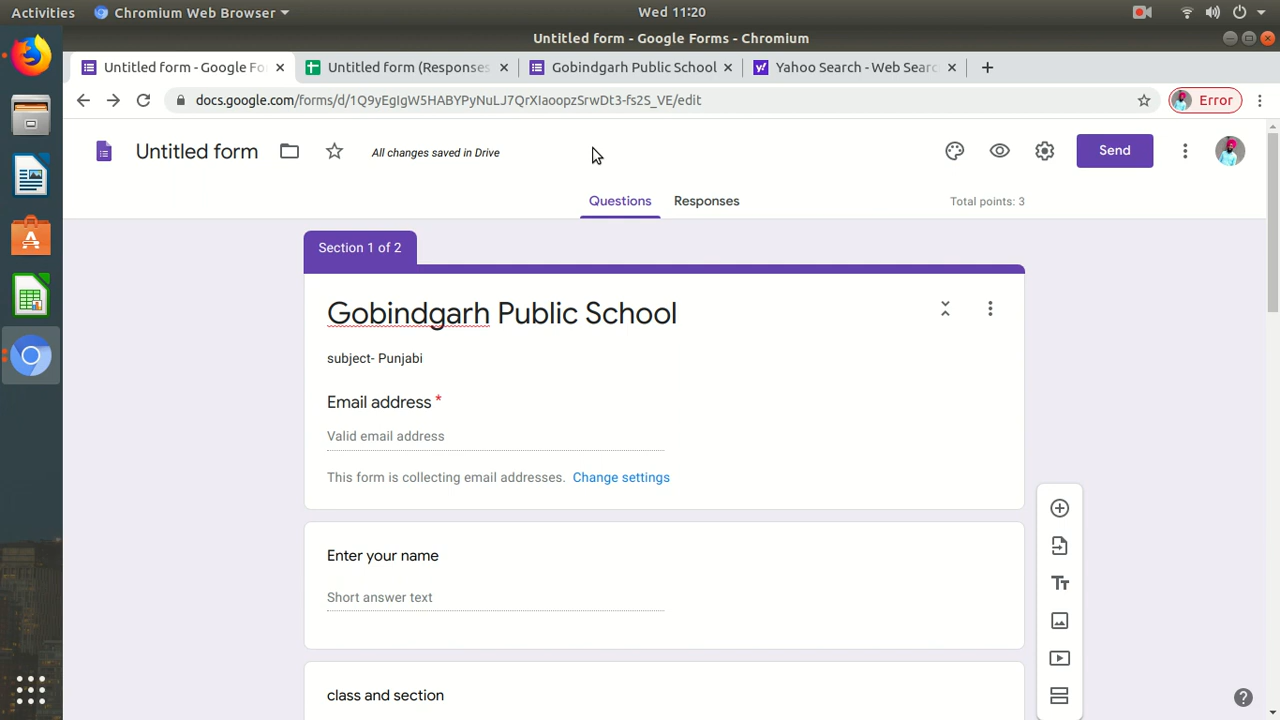 Activities
Chromium Web Browser
Wed 11:20
Untitled form - Google Forms - Chromium
Untitled form - Google Fo
Untitled form (Responses
Gobindgarh Public School
Yahoo Search - Web Searc
docs.google.com/forms/d/1Q9yEgIgW5HABYPyNuLJ7QrXIaoopzSrwDt3-fs2S_VE/edit
Error
Untitled form
All changes saved in Drive
Send
Questions
Responses
Total points: 3
Section 1 of 2
Gobindgarh Public School
subject- Punjabi
Email address *
Valid email address
This form is collecting email addresses. Change settings
Enter your name
Short answer text
class and section